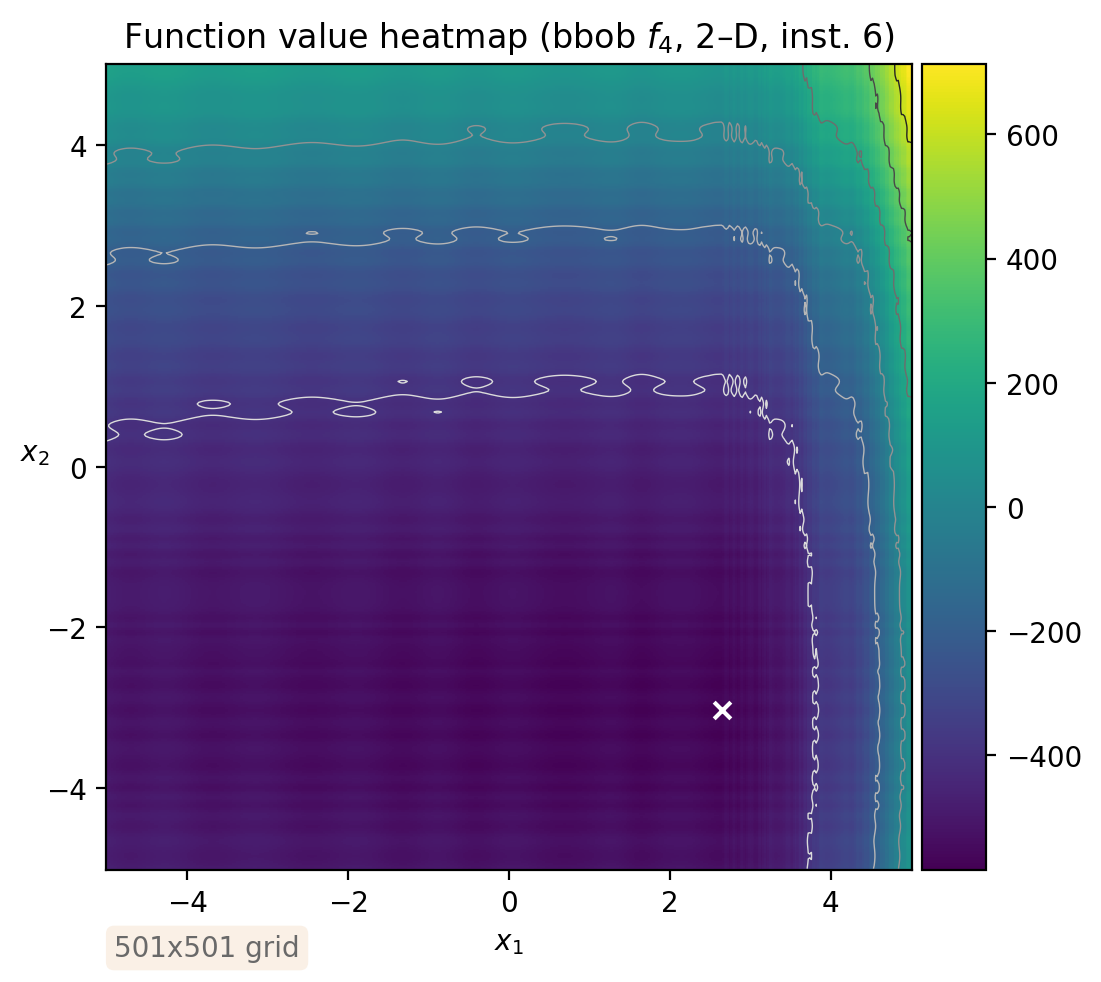 Function value heatmap (bbob f₄, 2–D, inst. 6)
4
2
0
−2
−4
x₂
−4 −2 0 2 4
x₁
600
400
200
0
−200
−400
501x501 grid